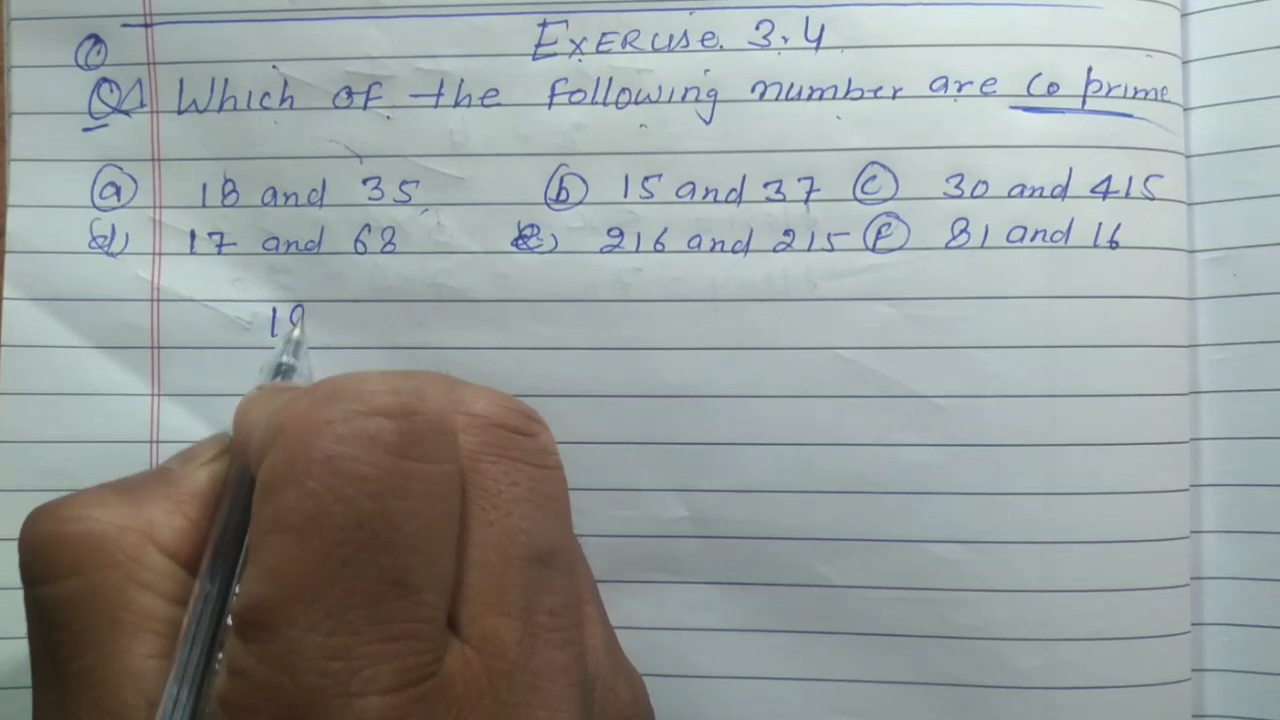 Exercise 3.4
Q1 Which of the following number are co prime
(a) 18 and 35 (b) 15 and 37 (c) 30 and 415
(d) 17 and 68 (e) 216 and 215 (f) 81 and 16
18